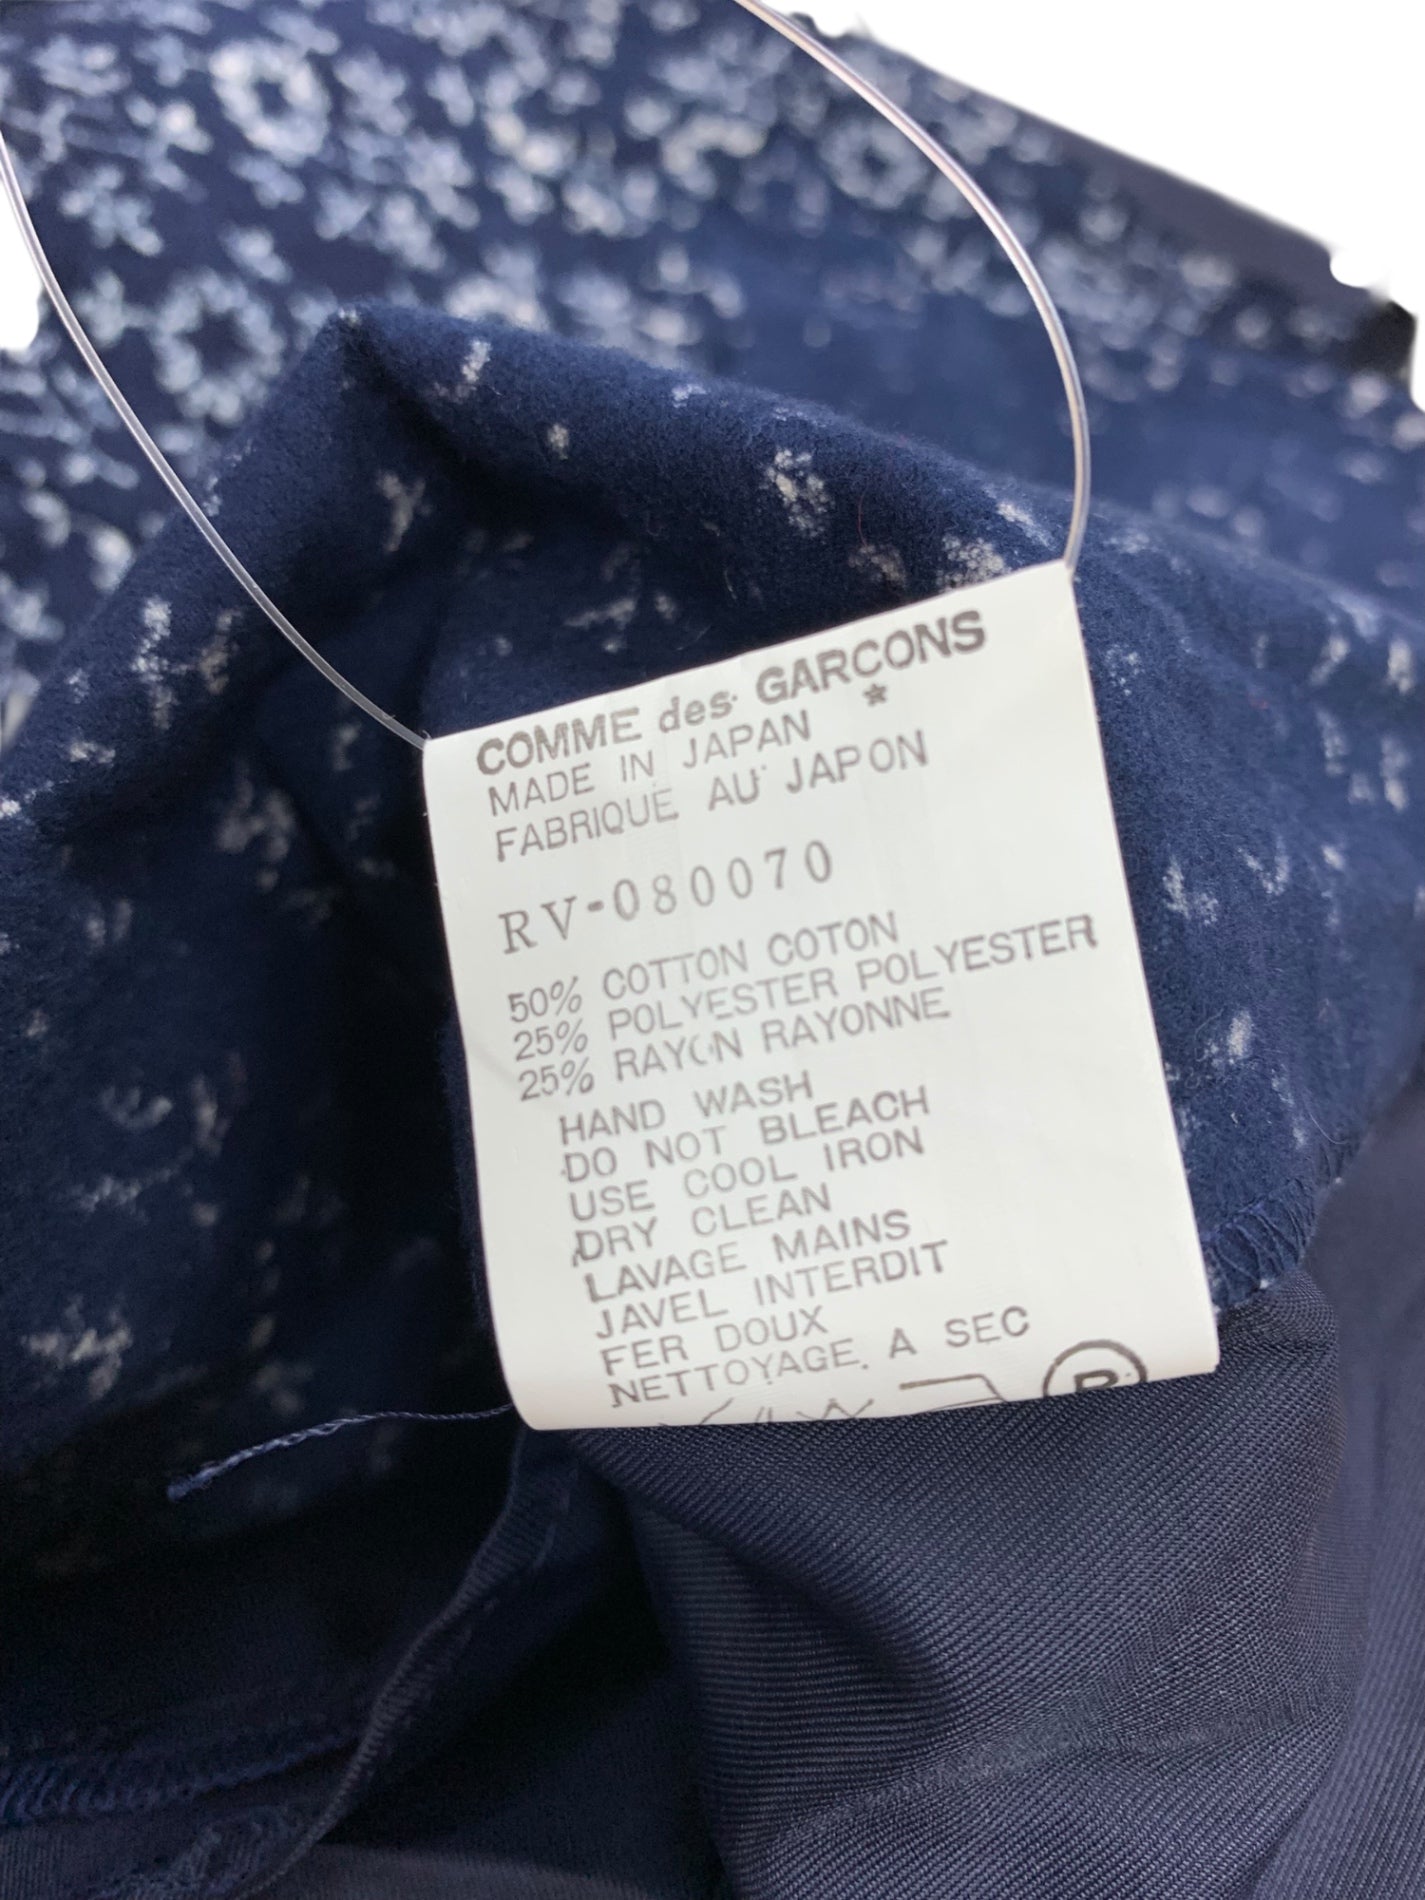 COMME des GARCONS
MADE IN JAPAN
FABRIQUE AU JAPON
RV-080070
50% COTTON COTON
25% POLYESTER POLYESTER
25% RAYON RAYONNE
HAND WASH
DO NOT BLEACH
USE COOL IRON
DRY CLEAN
LAVAGE MAINS
JAVEL INTERDIT
FER DOUX
NETTOYAGE A SEC